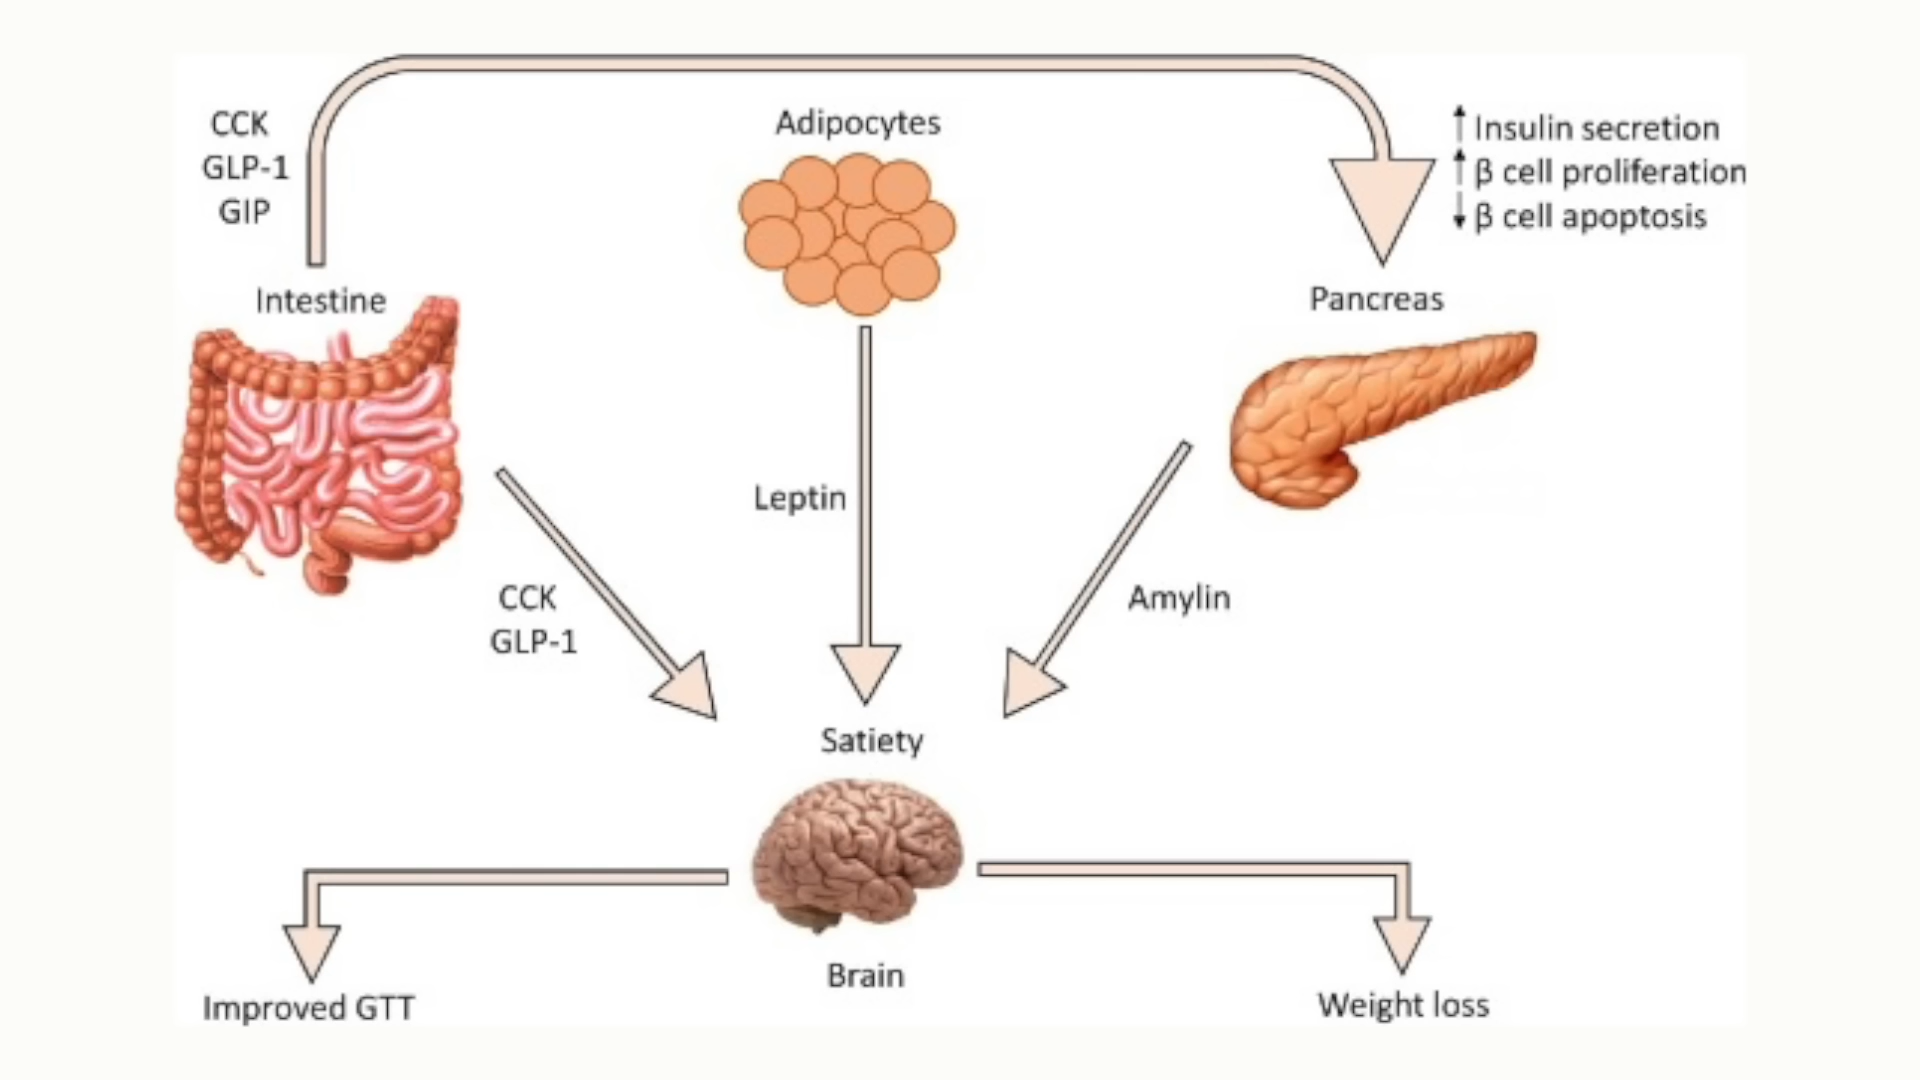 CCK
GLP-1
GIP
Adipocytes
Insulin secretion
β cell proliferation
β cell apoptosis
Intestine
Pancreas
Leptin
CCK
GLP-1
Amylin
Satiety
Brain
Improved GTT
Weight loss